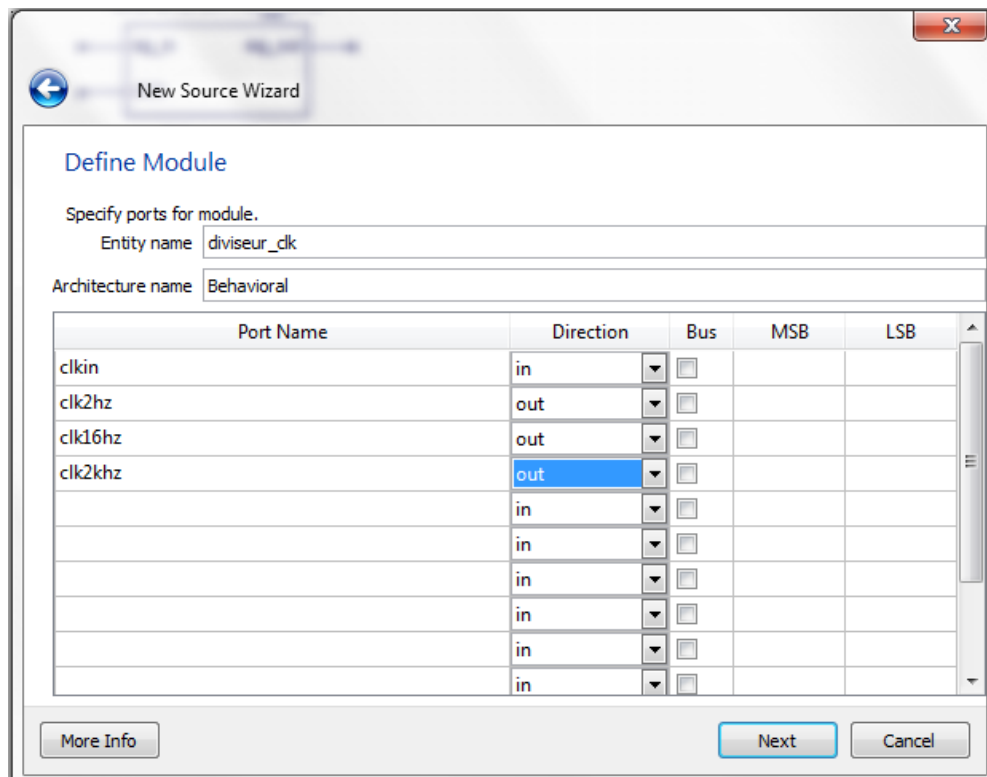 New Source Wizard
Define Module
Specify ports for module.
Entity name diviseur_clk
Architecture name Behavioral
Port Name Direction Bus MSB LSB
clkin in
clk2hz out
clk16hz out
clk2khz out
in
in
in
in
in
in
More Info Next Cancel